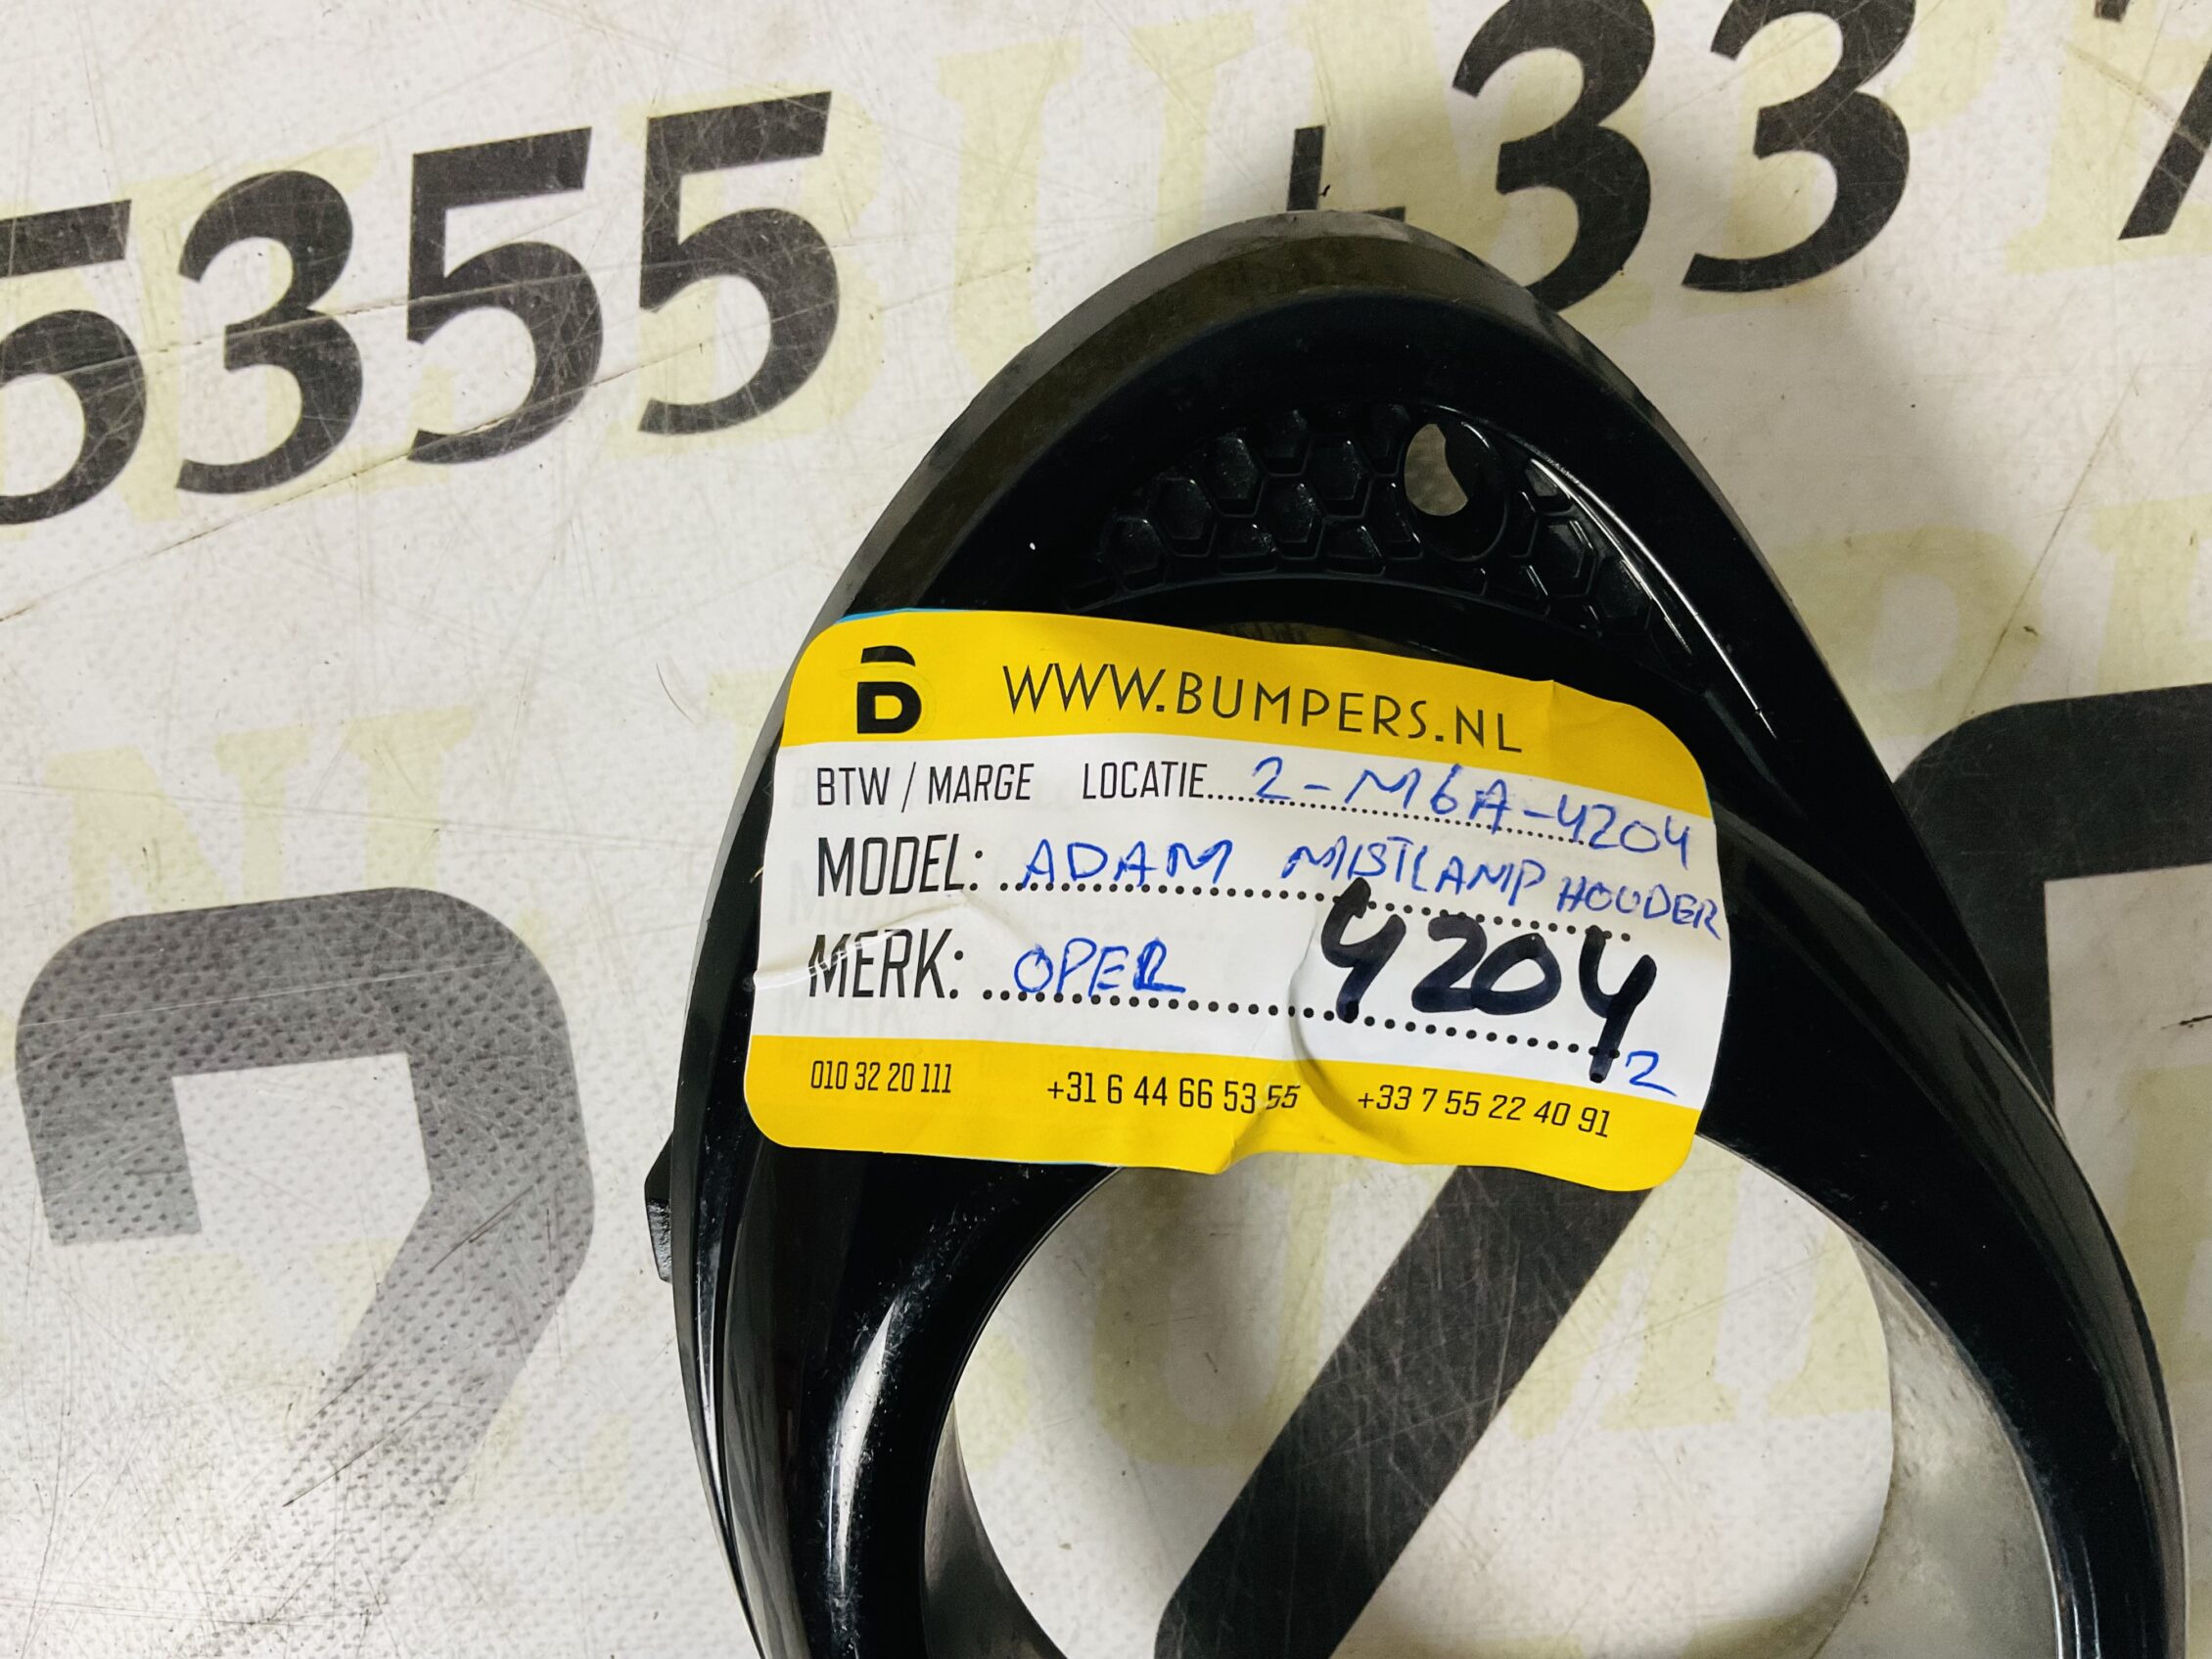 5355 +33 7
B WWW.BUMPERS.NL
BTW / MARGE LOCATIE 2-M6A-4204
MODEL: ADAM MISTLAMP HOUDER
MERK: OPEL 4204
2
010 32 20 111 +31 6 44 66 53 55 +33 7 55 22 40 91